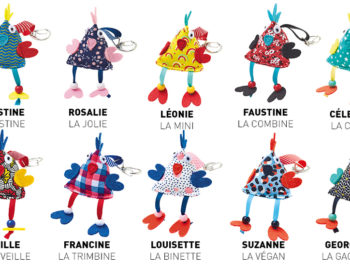 STINE ROSALIE LÉONIE FAUSTINE CÉLE
STINE LA JOLIE LA MINI LA COMBINE LA C
ILLE FRANCINE LOUISETTE SUZANNE GEOR
VEILLE LA TRIMBINE LA BINETTE LA VÉGAN LA GA